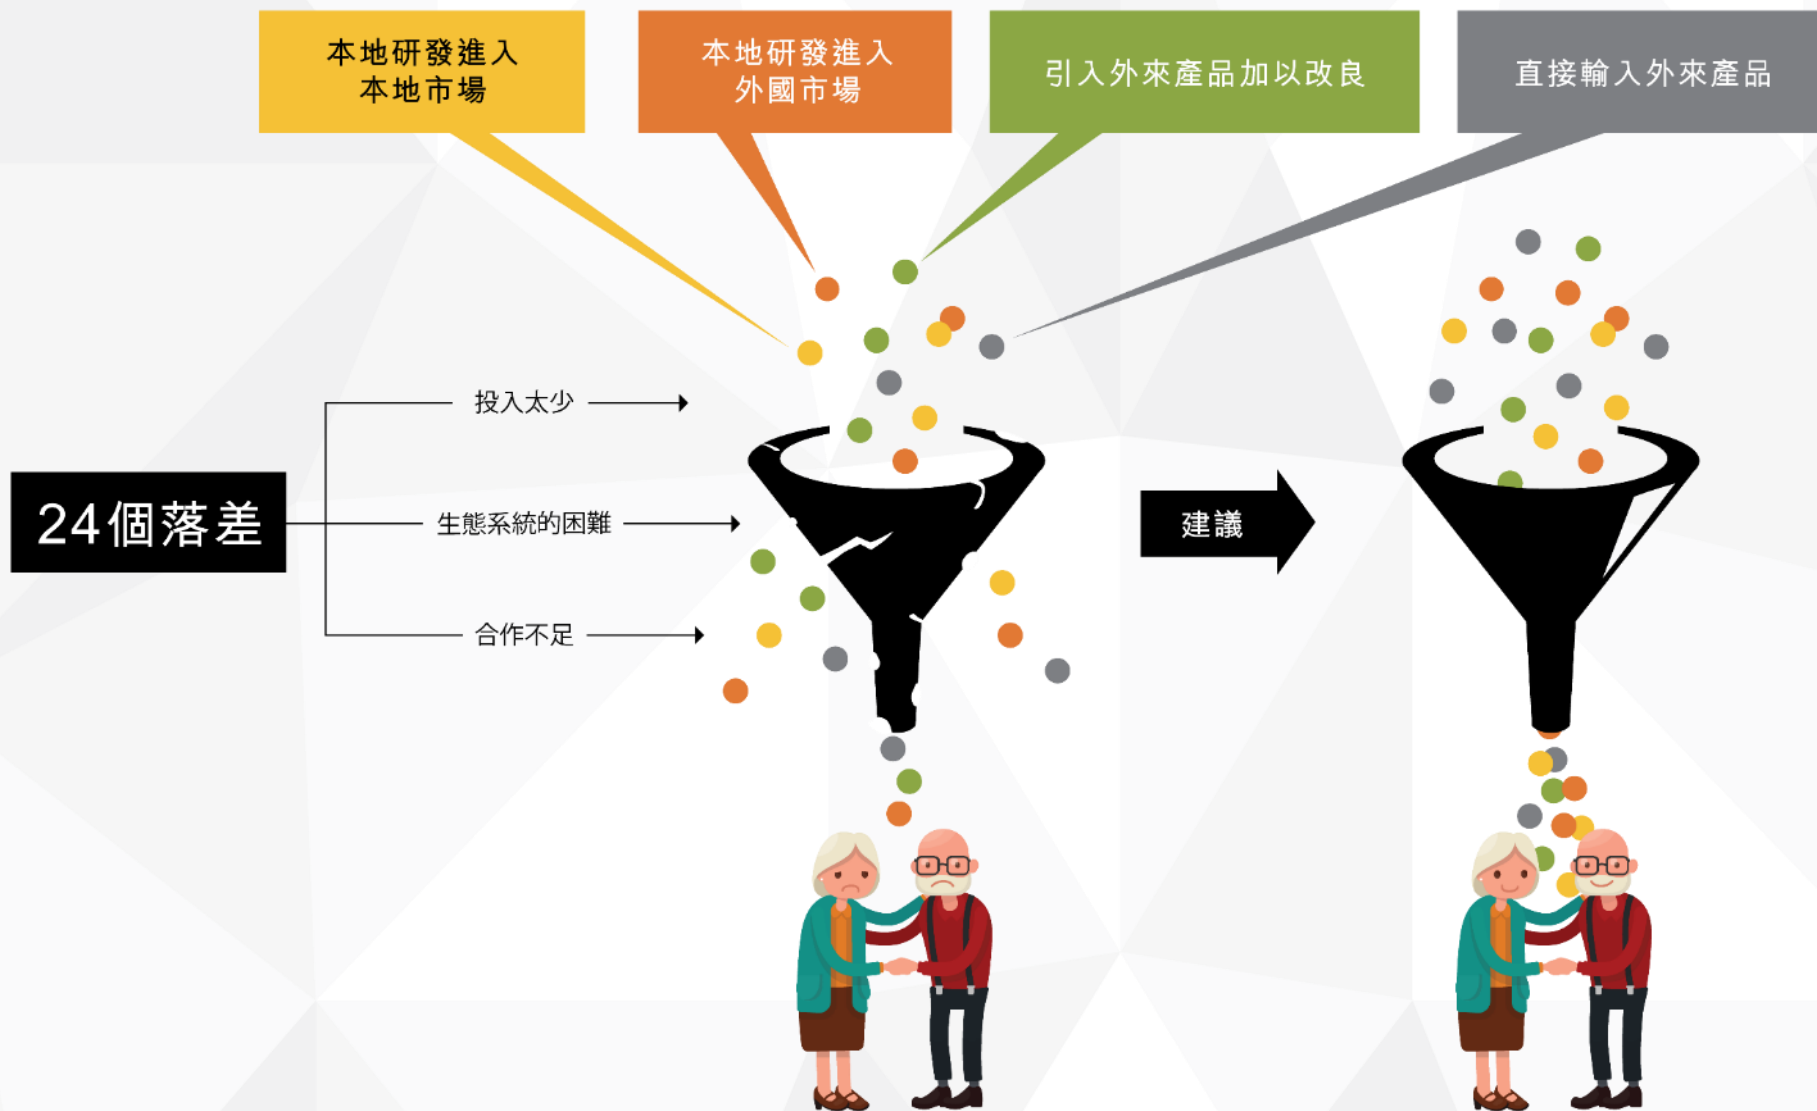 本地研發進入
本地市場
本地研發進入
外國市場
引入外來產品加以改良
直接輸入外來產品
投入太少
24個落差
生態系統的困難
建議
合作不足